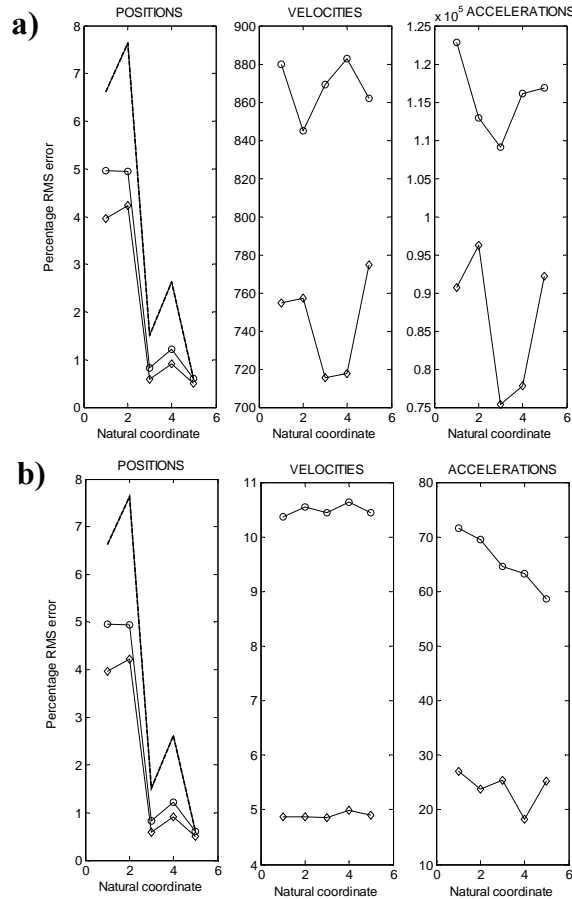 a)
POSITIONS
Percentage RMS error
8
7
6
5
4
3
2
1
0
0 2 4 6
Natural coordinate
VELOCITIES
900
880
860
840
820
800
780
760
740
720
700
0 2 4 6
Natural coordinate
x 10^5 ACCELERATIONS
1.25
1.2
1.15
1.1
1.05
1
0.95
0.9
0.85
0.8
0.75
0 2 4 6
Natural coordinate
b)
POSITIONS
Percentage RMS error
8
7
6
5
4
3
2
1
0
0 2 4 6
Natural coordinate
VELOCITIES
11
10
9
8
7
6
5
4
0 2 4 6
Natural coordinate
ACCELERATIONS
80
70
60
50
40
30
20
10
0 2 4 6
Natural coordinate